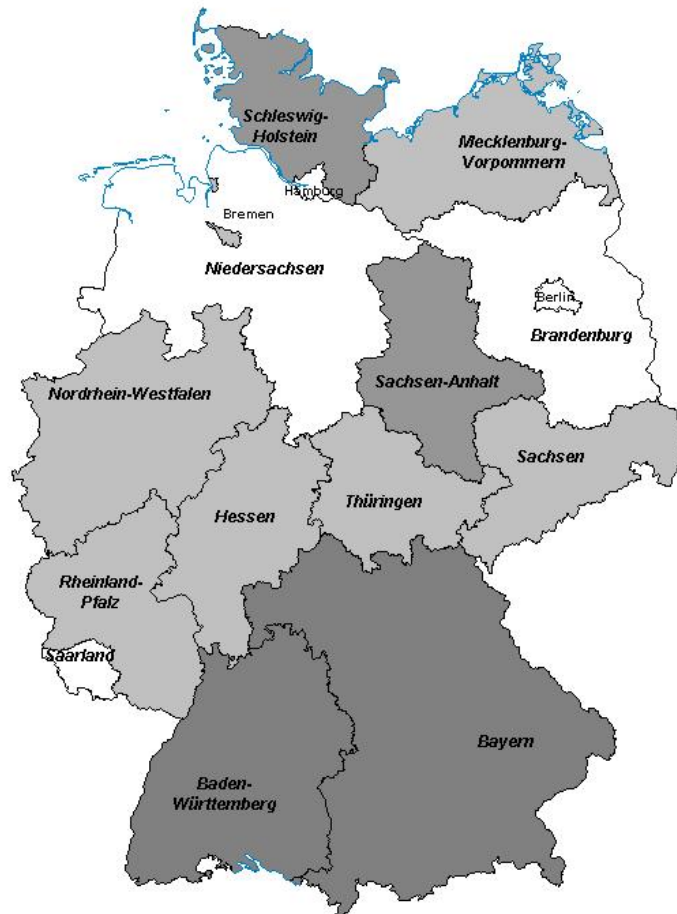 Schleswig-
Holstein
Mecklenburg-
Vorpommern
Hamburg
Bremen
Niedersachsen
Berlin
Brandenburg
Nordrhein-Westfalen
Sachsen-Anhalt
Sachsen
Thüringen
Hessen
Rheinland-
Pfalz
Saarland
Bayern
Baden-
Württemberg